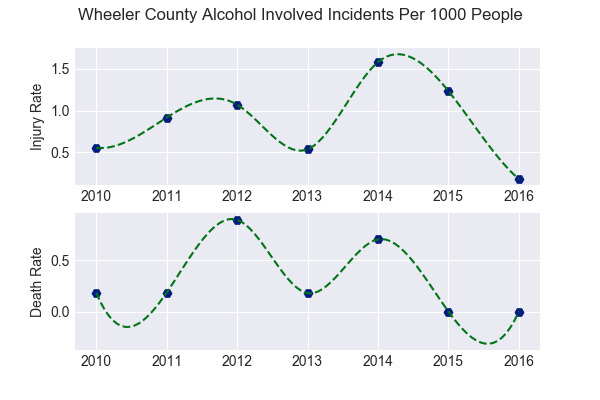 Wheeler County Alcohol Involved Incidents Per 1000 People
Injury Rate
1.5
1.0
0.5
2010 2011 2012 2013 2014 2015 2016
Death Rate
0.5
0.0
2010 2011 2012 2013 2014 2015 2016